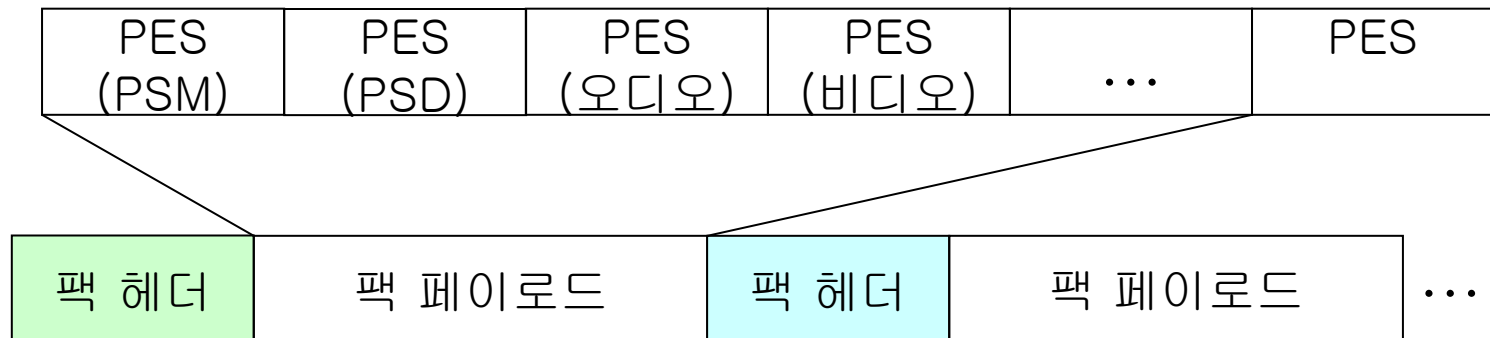 PES PES PES PES PES
(PSM) (PSD) (오디오) (비디오) ...
팩 헤더 팩 페이로드 팩 헤더 팩 페이로드 ...